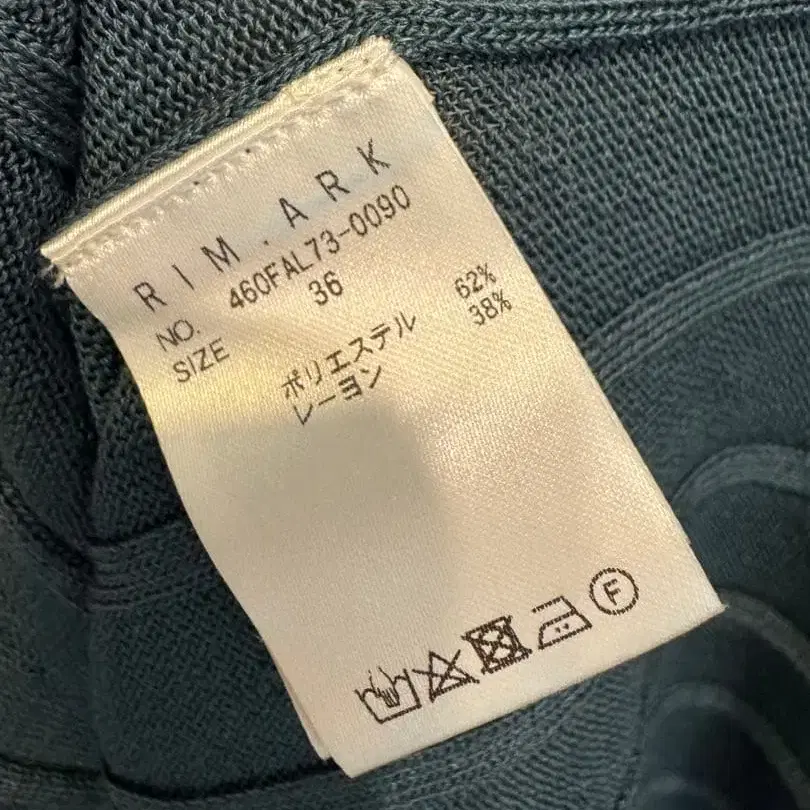 RIM.ARK
NO. 460FAL73-0090
SIZE 36
ポリエステル 62%
レーヨン 38%
F